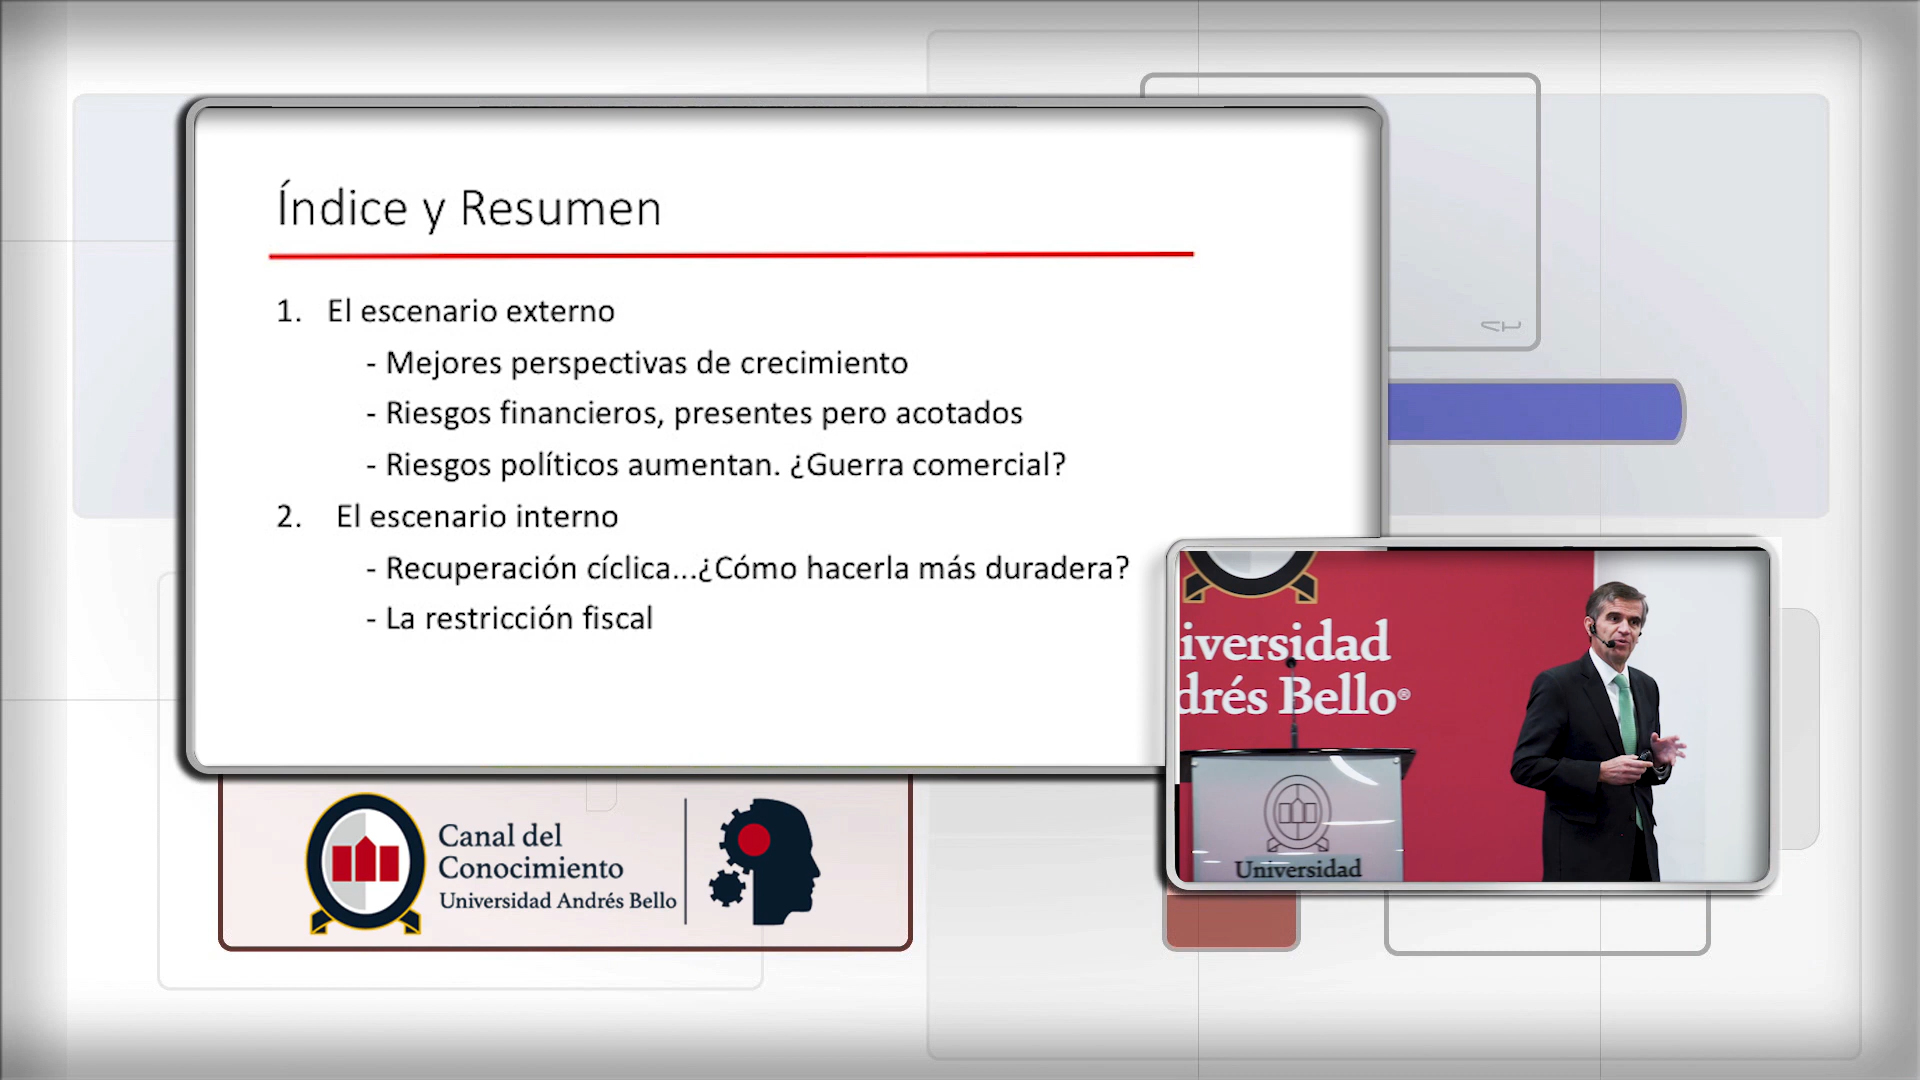 Índice y Resumen
1. El escenario externo
- Mejores perspectivas de crecimiento
- Riesgos financieros, presentes pero acotados
- Riesgos políticos aumentan. ¿Guerra comercial?
2. El escenario interno
- Recuperación cíclica...¿Cómo hacerla más duradera?
- La restricción fiscal
iversidad
drés Bello®
Universidad
Canal del
Conocimiento
Universidad Andrés Bello